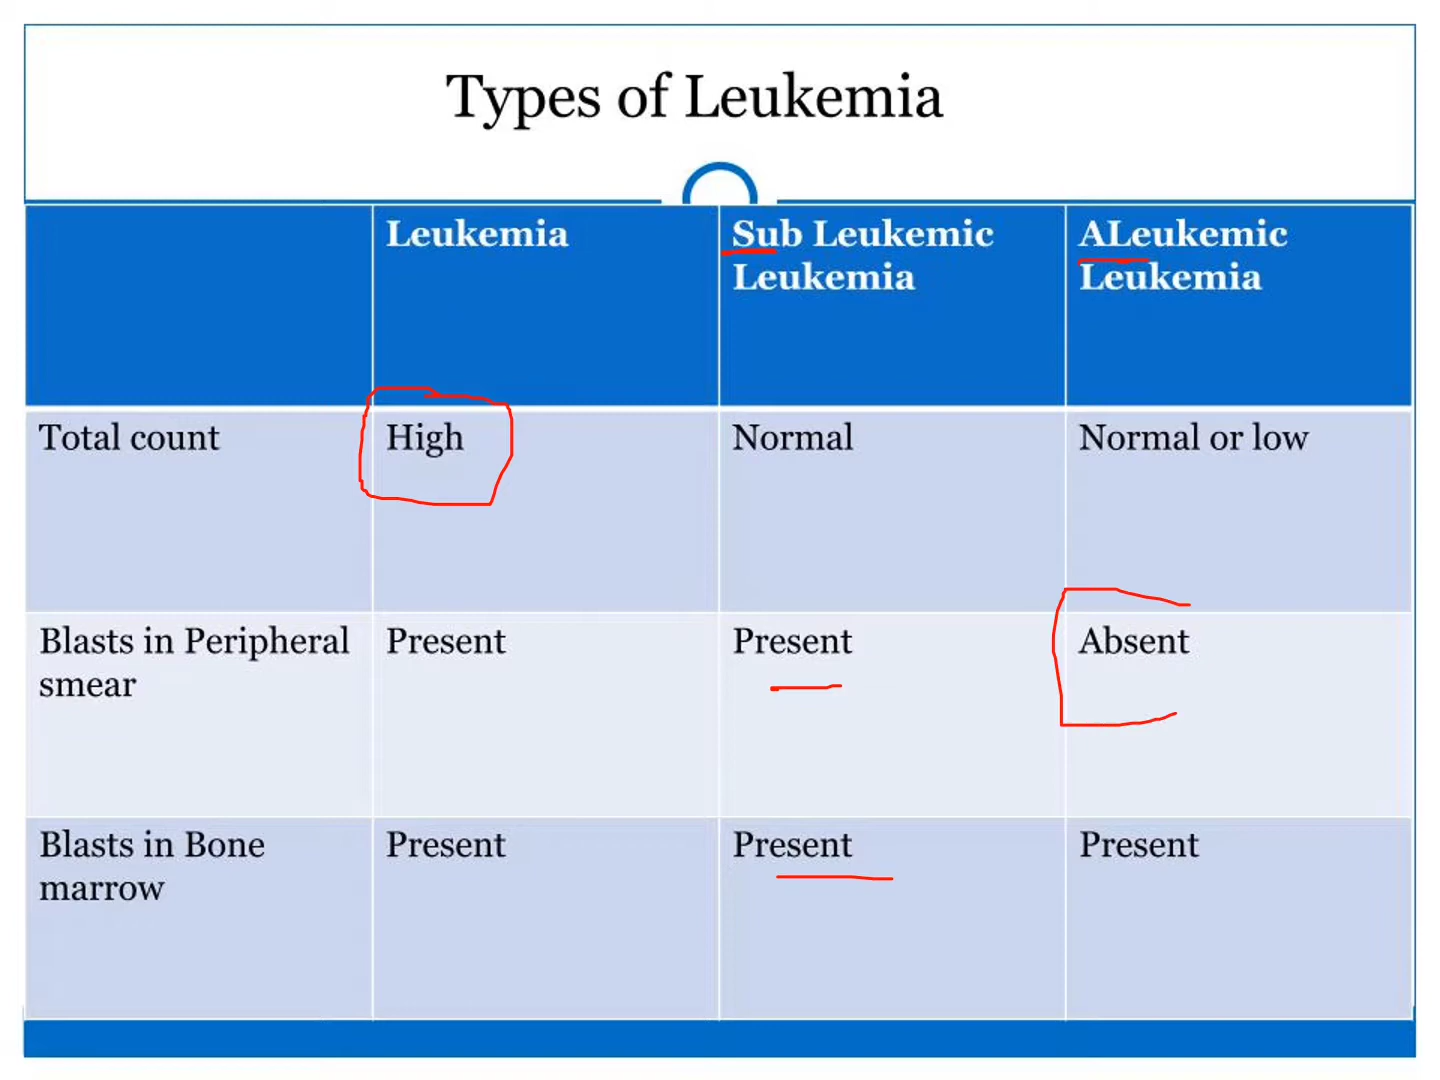 Types of Leukemia
Leukemia
Sub Leukemic
Leukemia
ALeukemic
Leukemia
Total count
High
Normal
Normal or low
Blasts in Peripheral
smear
Present
Present
Absent
Blasts in Bone
marrow
Present
Present
Present